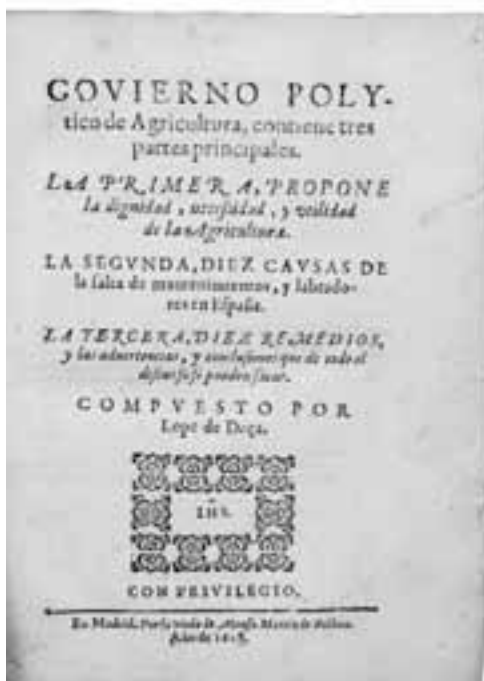 GOVIERNO POLY-
tico de Agricultura, contiene tres
partes principales.
LA PRIMERA, PROPONE
la dignidad, necessidad, y vtilidad
de la Agricultura.
LA SEGVNDA, DIEZ CAVSAS DE
la falta de mantenimientos, y labrado-
res en España.
LA TERCERA, DIEZ REMEDIOS,
y las aduertencias, y conclusiones que de todo el
discurso se pueden sacar.
COMPVESTO POR
Lope de Deça.
IHS.
CON PRIVILEGIO.
En Madrid, Por la viuda de Alonso Martin de Balboa.
Año de